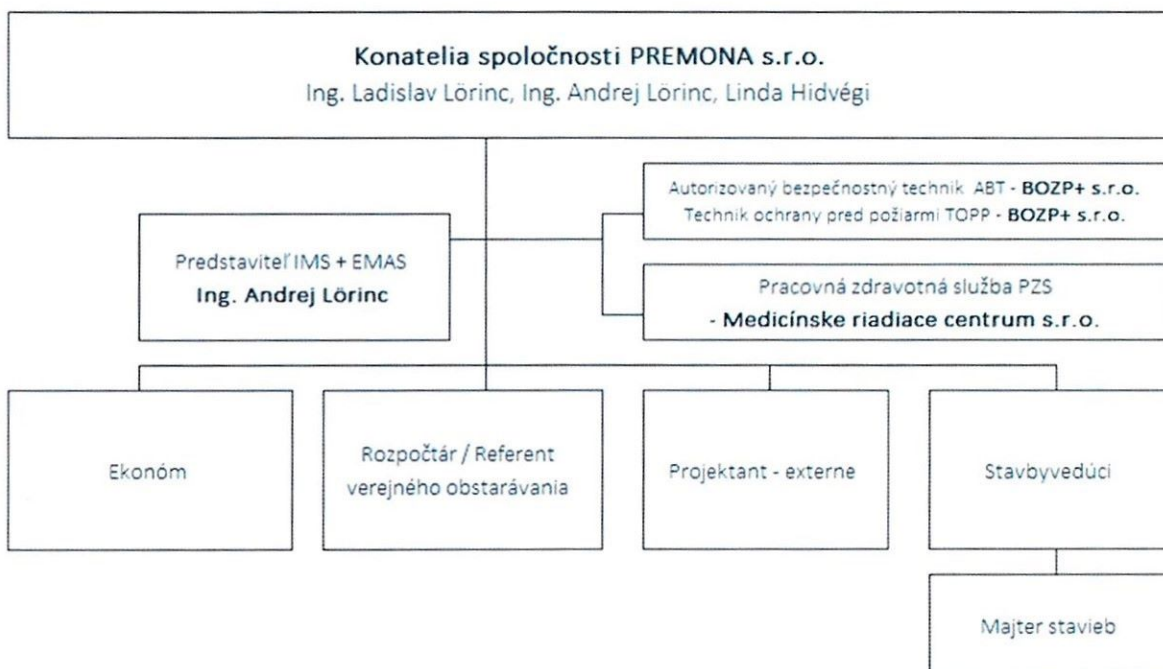 Konatelia spoločnosti PREMONA s.r.o.
Ing. Ladislav Lörinc, Ing. Andrej Lörinc, Linda Hidvégi
Autorizovaný bezpečnostný technik ABT - BOZP+ s.r.o.
Technik ochrany pred požiarmi TOPP - BOZP+ s.r.o.
Predstaviteľ IMS + EMAS
Ing. Andrej Lörinc
Pracovná zdravotná služba PZS
- Medicínske riadiace centrum s.r.o.
Ekonóm
Rozpočtár / Referent
verejného obstarávania
Projektant - externe
Stavbyvedúci
Majter stavieb